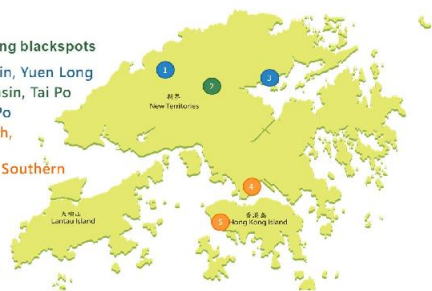 ng blackspots
in, Yuen Long
sin, Tai Po
Po
h,
Southern
1
2
3
新界
New Territories
4
大嶼山
Lantau Island
5
香港島
Hong Kong Island